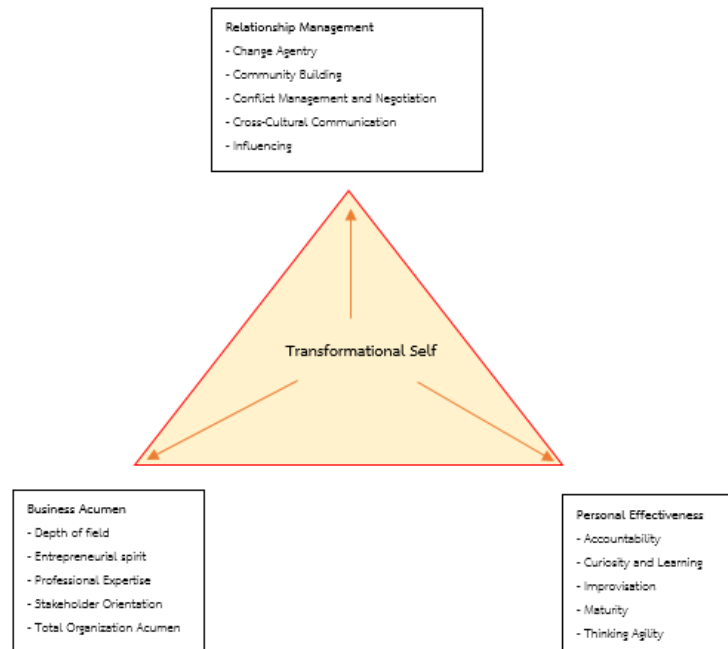 Relationship Management
- Change Agentry
- Community Building
- Conflict Management and Negotiation
- Cross-Cultural Communication
- Influencing
Transformational Self
Business Acumen
- Depth of field
- Entrepreneurial spirit
- Professional Expertise
- Stakeholder Orientation
- Total Organization Acumen
Personal Effectiveness
- Accountability
- Curiosity and Learning
- Improvisation
- Maturity
- Thinking Agility